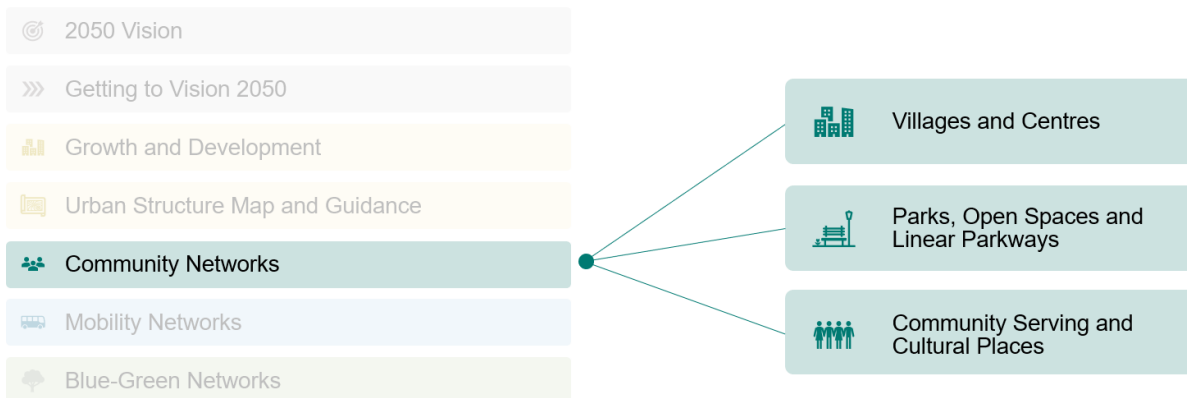 2050 Vision
Getting to Vision 2050
Growth and Development
Urban Structure Map and Guidance
Community Networks
Mobility Networks
Blue-Green Networks
Villages and Centres
Parks, Open Spaces and
Linear Parkways
Community Serving and
Cultural Places